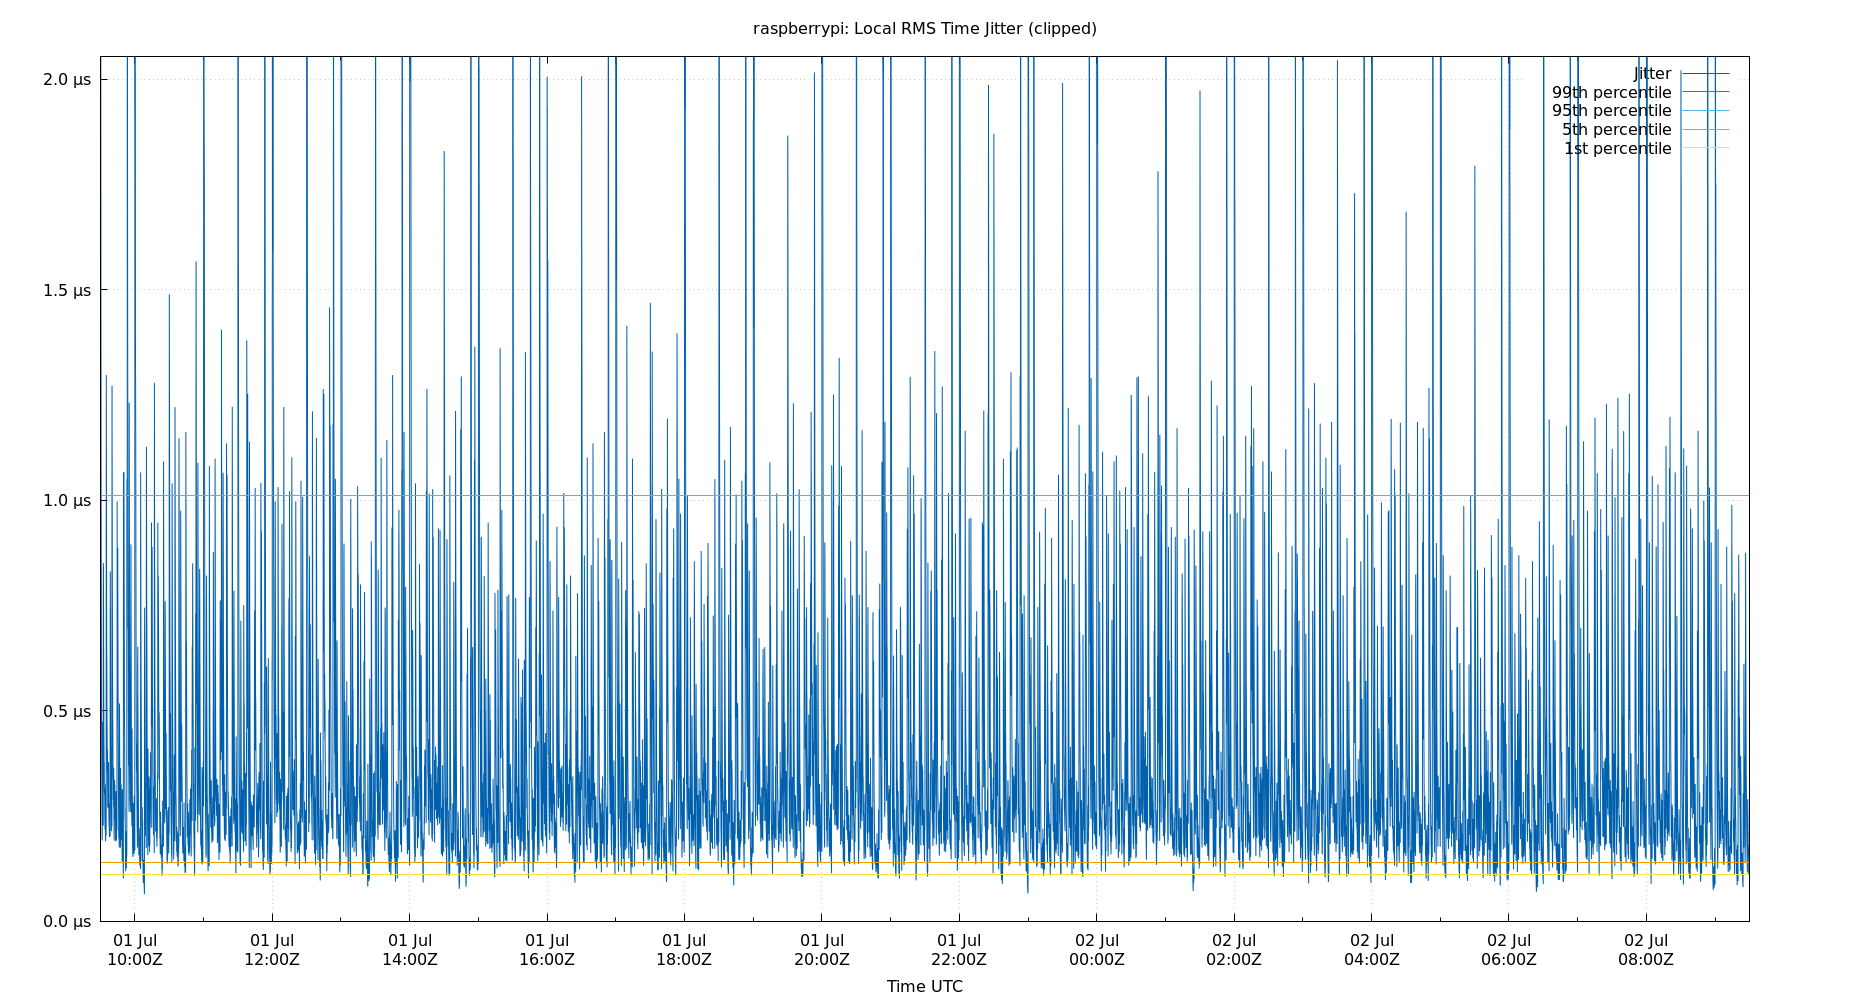 raspberrypi: Local RMS Time Jitter (clipped)
2.0 µs
1.5 µs
1.0 µs
0.5 µs
0.0 µs
Jitter
99th percentile
95th percentile
5th percentile
1st percentile
01 Jul 01 Jul 01 Jul 01 Jul 01 Jul 01 Jul 01 Jul 02 Jul 02 Jul 02 Jul 02 Jul 02 Jul
10:00Z 12:00Z 14:00Z 16:00Z 18:00Z 20:00Z 22:00Z 00:00Z 02:00Z 04:00Z 06:00Z 08:00Z
Time UTC